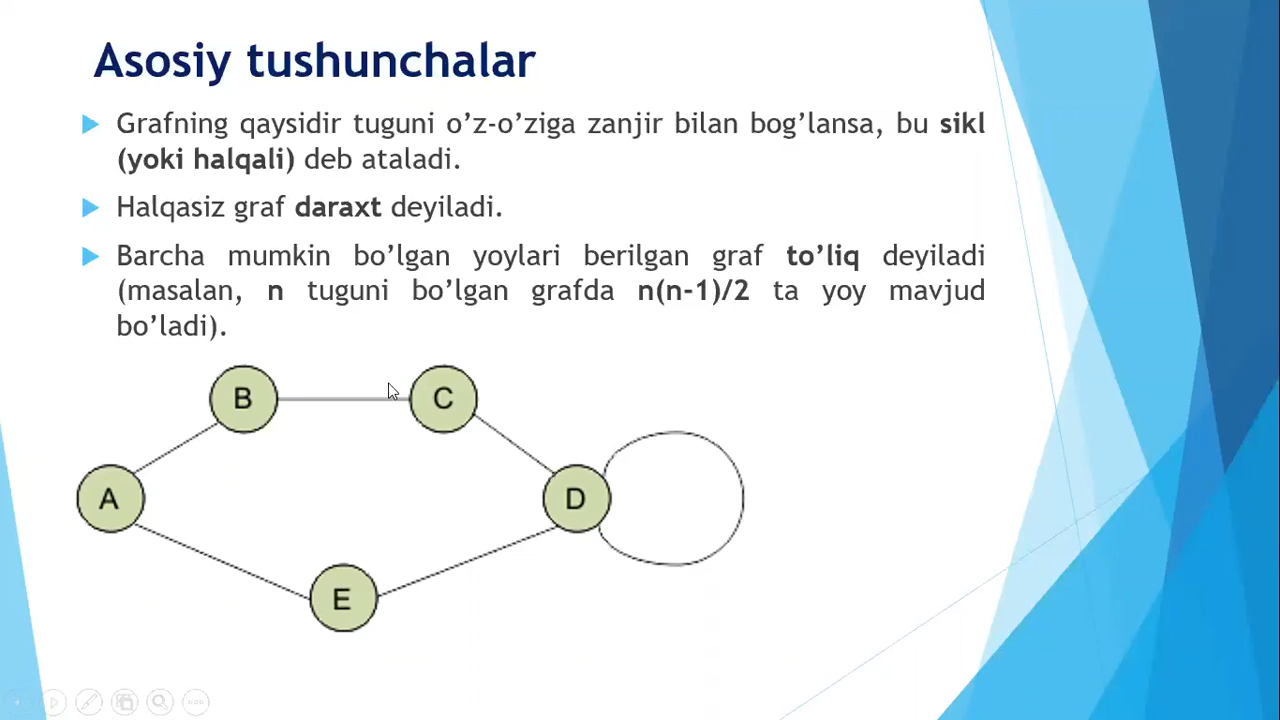 Asosiy tushunchalar
Grafning qaysidir tuguni o’z-o’ziga zanjir bilan bog’lansa, bu sikl
(yoki halqali) deb ataladi.
Halqasiz graf daraxt deyiladi.
Barcha mumkin bo’lgan yoylari berilgan graf to’liq deyiladi
(masalan, n tuguni bo’lgan grafda n(n-1)/2 ta yoy mavjud
bo’ladi).
B C
A D
E